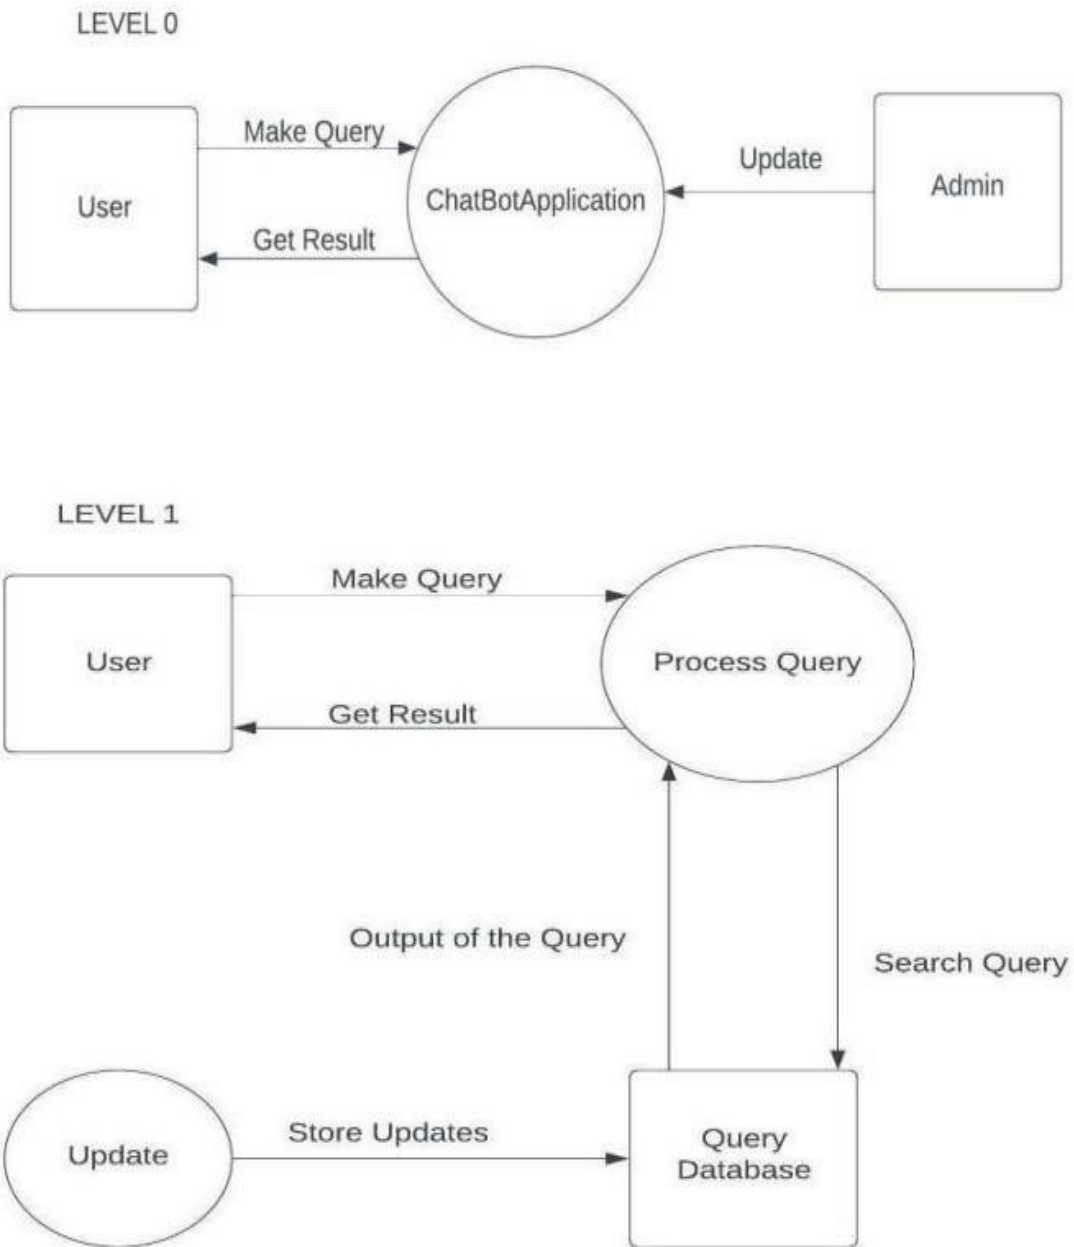 LEVEL 0
Make Query
Update
User
ChatBotApplication
Admin
Get Result
LEVEL 1
Make Query
User
Process Query
Get Result
Output of the Query
Search Query
Update
Store Updates
Query
Database